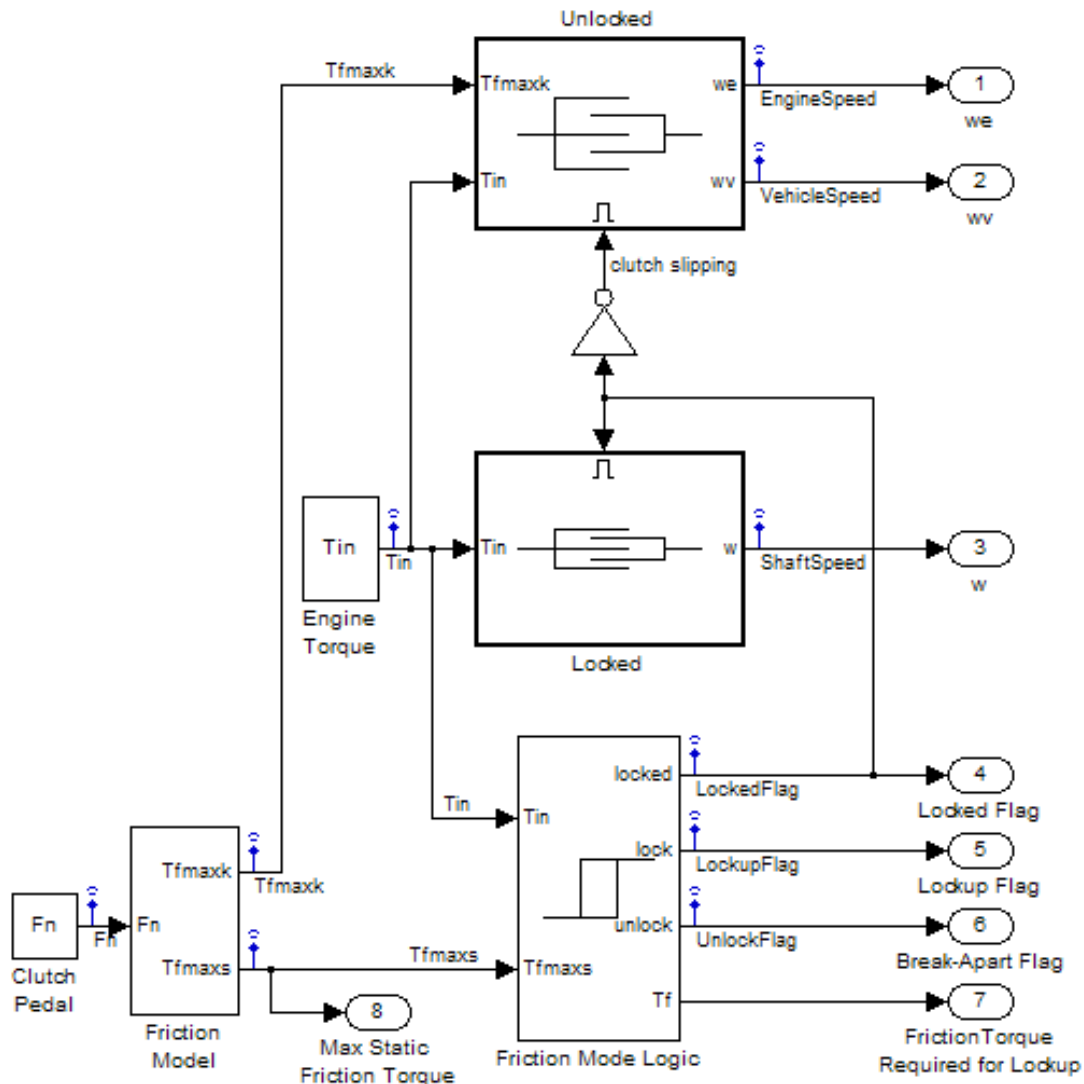 Unlocked
Tfmaxk
Tfmaxk
we
EngineSpeed
1
we
Tin
wv
VehicleSpeed
2
wv
clutch slipping
Tin
Tin
Engine
Torque
Tin
w
ShaftSpeed
3
w
Locked
locked
LockedFlag
4
Locked Flag
Tin
Tin
lock
LockupFlag
5
Lockup Flag
unlock
UnlockFlag
6
Break-Apart Flag
Tfmaxk
Tfmaxk
Fn
Fn
Fn
Clutch
Pedal
Tfmaxs
Tfmaxs
Tfmaxs
Friction
Model
8
Max Static
Friction Torque
Tf
7
FrictionTorque
Required for Lockup
Friction Mode Logic